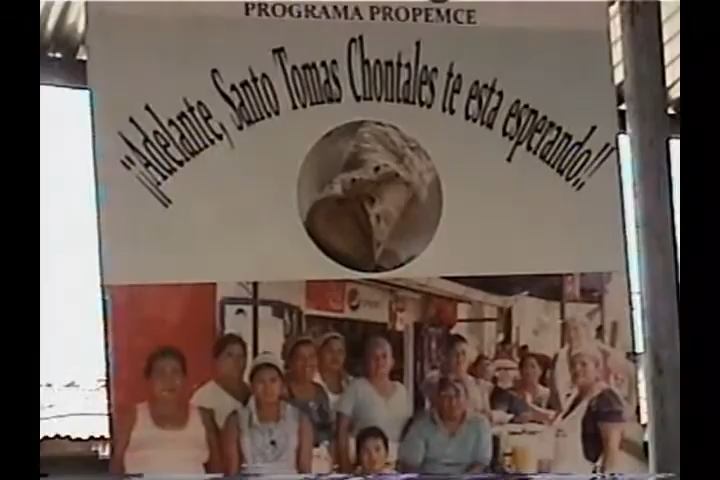 PROGRAMA PROPEMCE
¡¡Adelante, Santo Tomas Chontales te esta esperando!!